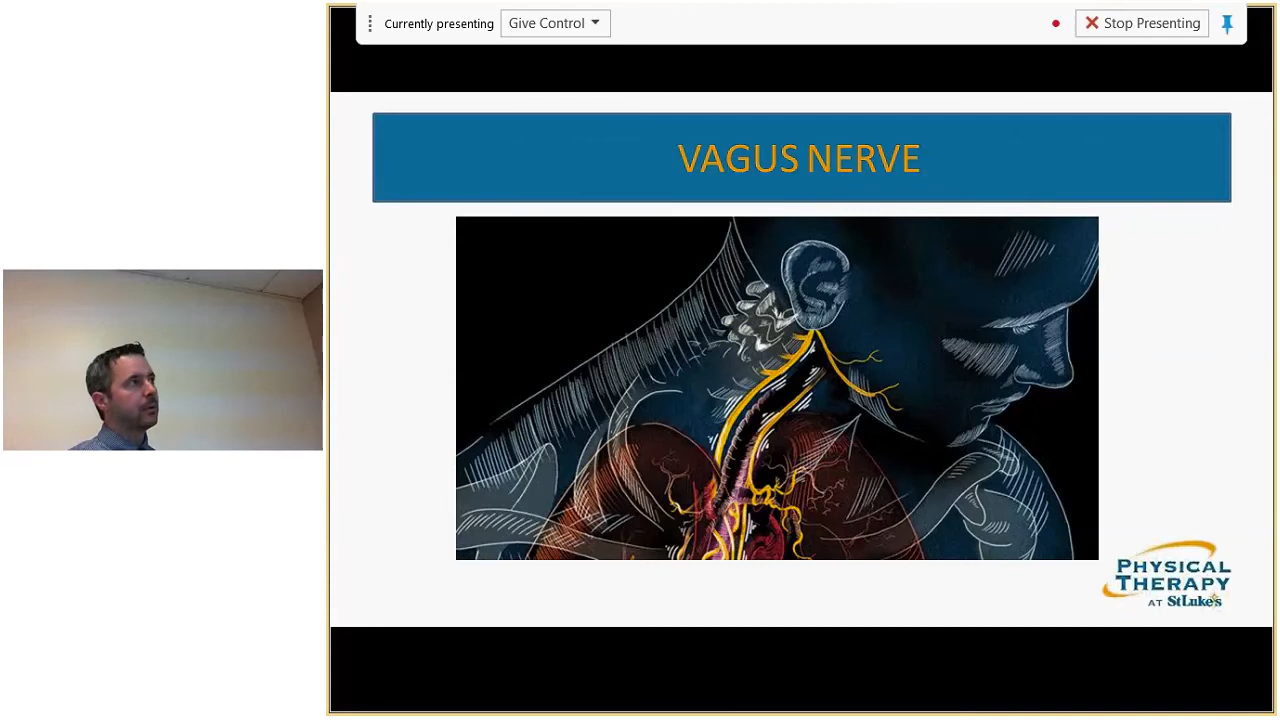 Currently presenting
Give Control
Stop Presenting
VAGUS NERVE
PHYSICAL
THERAPY
AT StLuke's